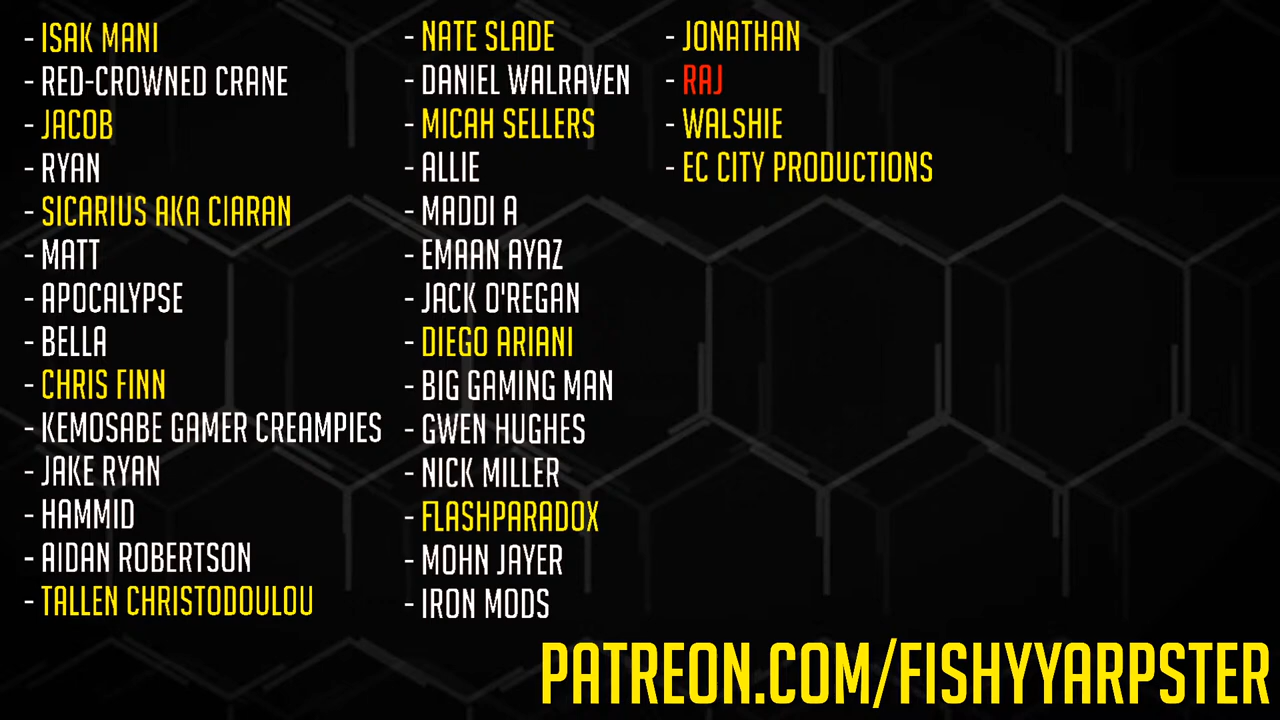 - ISAK MANI
- RED-CROWNED CRANE
- JACOB
- RYAN
- SICARIUS AKA CIARAN
- MATT
- APOCALYPSE
- BELLA
- CHRIS FINN
- KEMOSABE GAMER CREAMPIES
- JAKE RYAN
- HAMMID
- AIDAN ROBERTSON
- TALLEN CHRISTODOULOU
- NATE SLADE
- DANIEL WALRAVEN
- MICAH SELLERS
- ALLIE
- MADDI A
- EMAAN AYAZ
- JACK O'REGAN
- DIEGO ARIANI
- BIG GAMING MAN
- GWEN HUGHES
- NICK MILLER
- FLASHPARADOX
- MOHN JAYER
- IRON MODS
- JONATHAN
- RAJ
- WALSHIE
- EC CITY PRODUCTIONS
PATREON.COM/FISHYYARPSTER